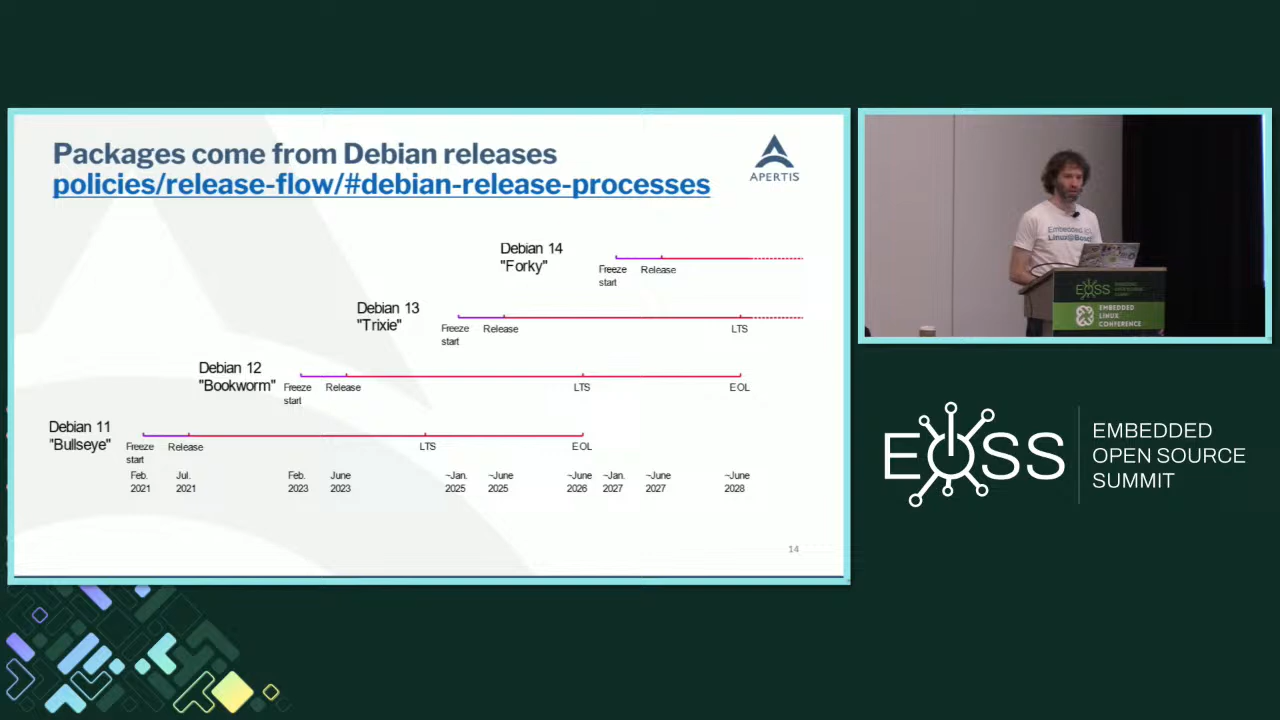 Packages come from Debian releases
policies/release-flow/#debian-release-processes
APERTIS
Debian 14
"Forky"
Freeze
start
Release
Debian 13
"Trixie"
Freeze
start
Release
LTS
Debian 12
"Bookworm"
Freeze
start
Release
LTS
EOL
Debian 11
"Bullseye"
Freeze
start
Release
LTS
EOL
Feb.
2021
Jul.
2021
Feb.
2023
June
2023
~Jan.
2025
~June
2025
~June
2026
~Jan.
2027
~June
2027
~June
2028
14
Linux@Bosch
EOSS
EMBEDDED
LINUX
CONFERENCE
EOSS
EMBEDDED
OPEN SOURCE
SUMMIT